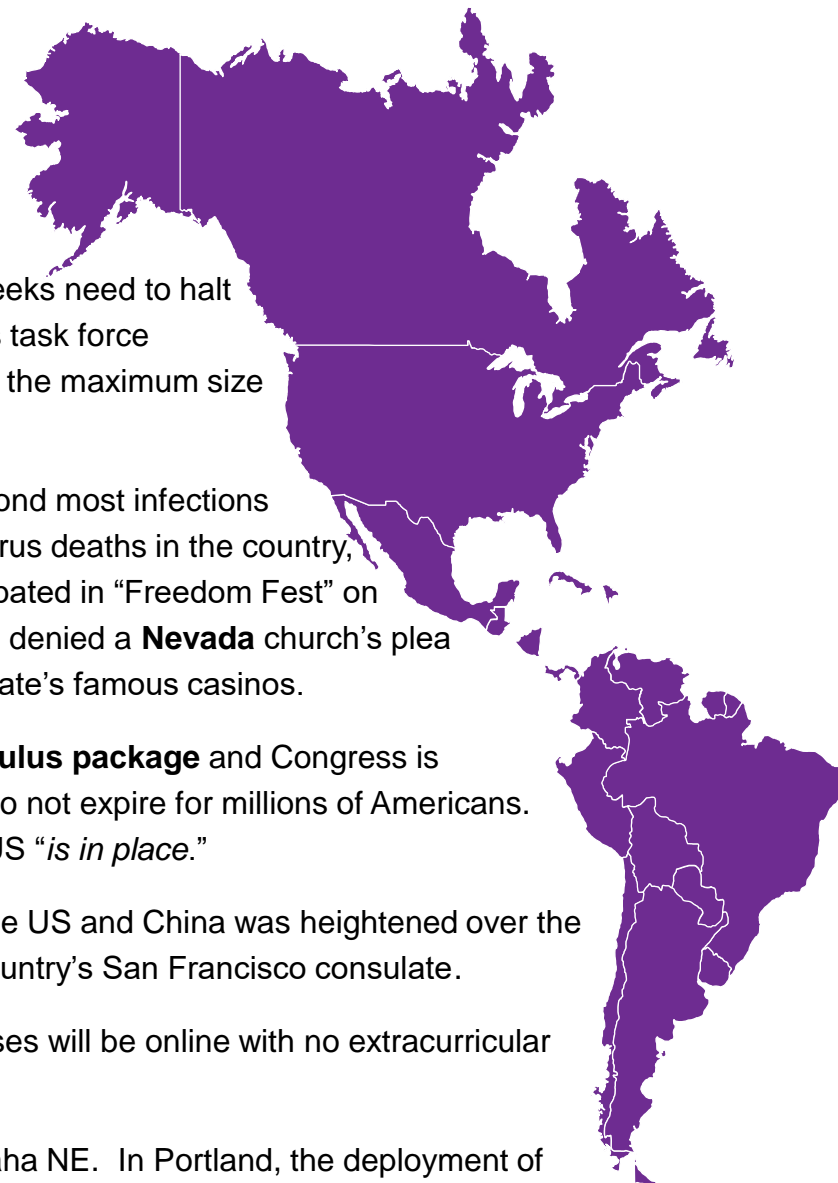 eeks need to halt
s task force
the maximum size
ond most infections
rus deaths in the country,
pated in “Freedom Fest” on
denied a Nevada church’s plea
ate’s famous casinos.
ulus package and Congress is
o not expire for millions of Americans.
US “is in place.”
e US and China was heightened over the
ountry’s San Francisco consulate.
ses will be online with no extracurricular
aha NE.  In Portland, the deployment of